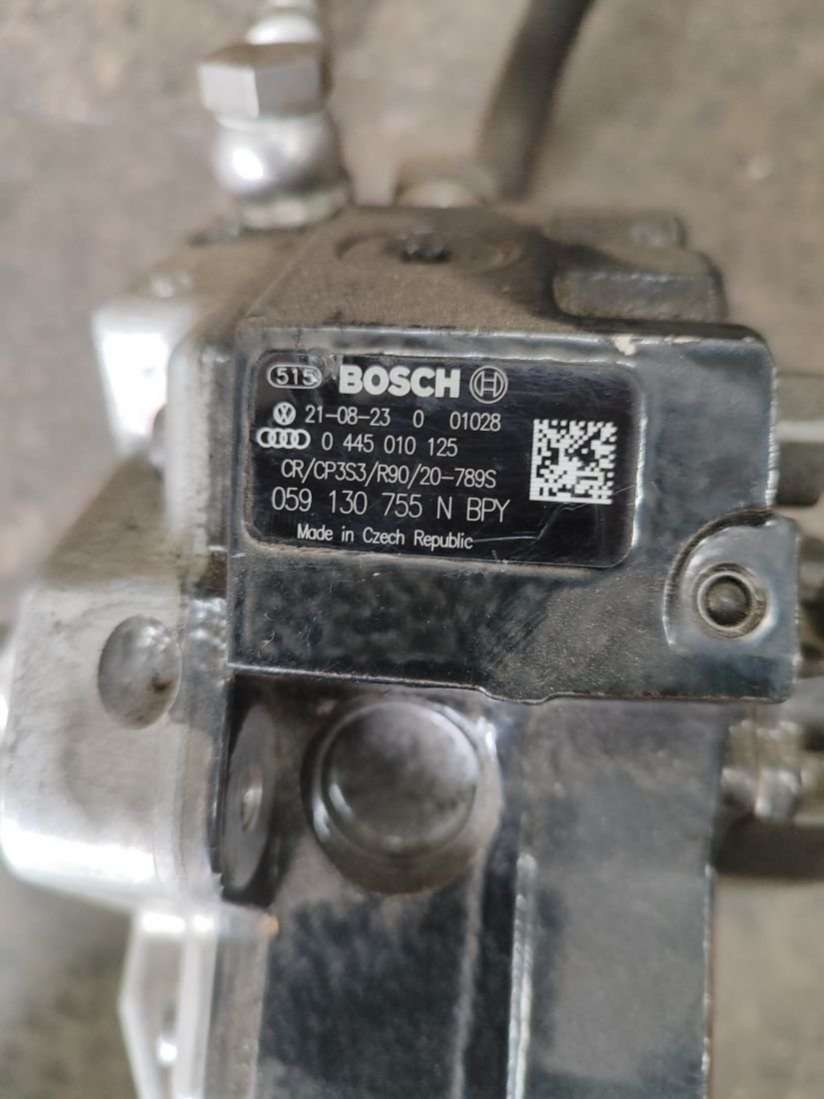 515 BOSCH
21-08-23 0 01028
0 445 010 125
CR/CP3S3/R90/20-789S
059 130 755 N BPY
Made in Czech Republic